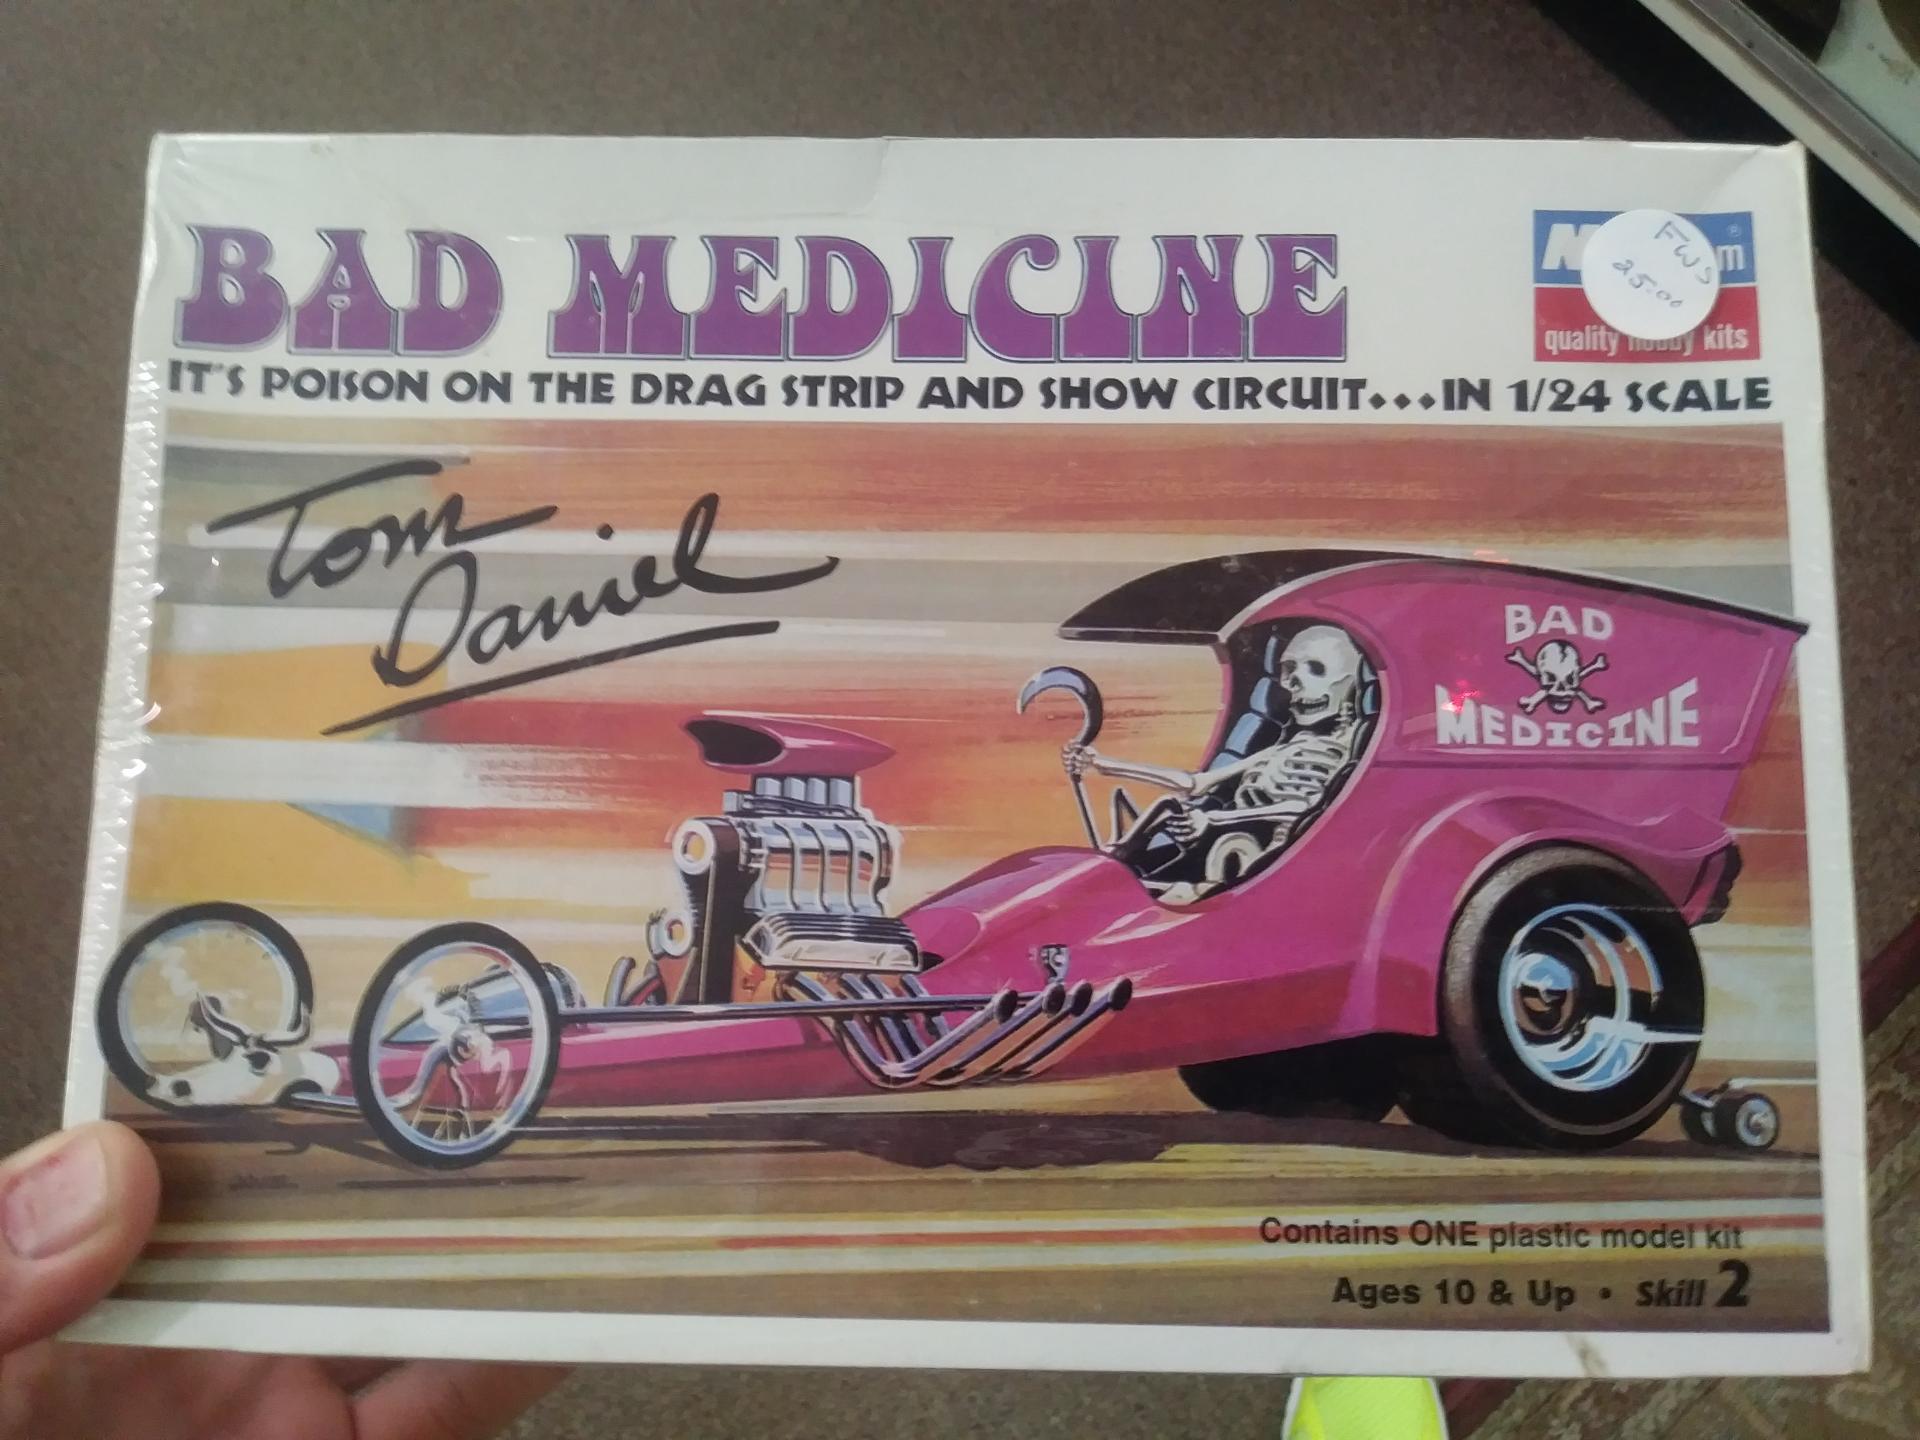 BAD MEDICINE
FWS
25.00
m®
quality hobby kits
IT'S POISON ON THE DRAG STRIP AND SHOW CIRCUIT...IN 1/24 SCALE
Tom
Daniel
BAD
MEDICINE
Contains ONE plastic model kit
Ages 10 & Up • Skill 2